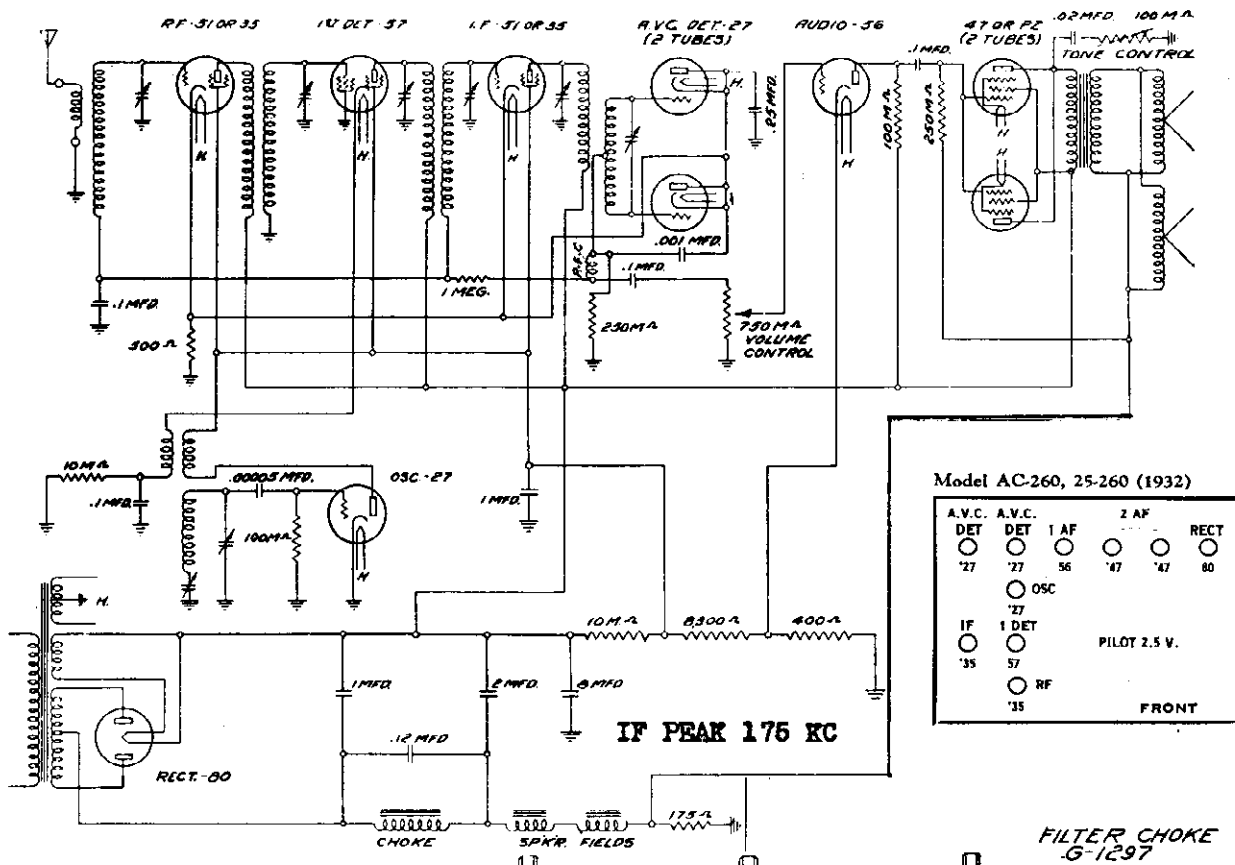 RF-51 OR 35
1ST DET-57
I.F-51 OR 35
A.V.C. DET-27
(2 TUBES)
AUDIO-56
47 OR PZ
(2 TUBES)
.02 MFD. 100 M Ω
TONE CONTROL
.1 MFD.
H.
.25 MFD.
100 M Ω
250 M Ω
H
H.
H
H
H
H
.001 MFD.
R.F.C
.1 MFD.
1 MEG.
.1 MFD.
500 Ω
250 M Ω
750 M Ω
VOLUME
CONTROL
10 M Ω
.1 MFD.
.00005 MFD.
OSC-27
100 M Ω
H
1 MFD.
H.
Model AC-260, 25-260 (1932)
A.V.C. A.V.C. 2 AF
DET DET 1 AF RECT
'27 '27 56 '47 '47 80
OSC
'27
IF 1 DET
PILOT 2.5 V.
'35 57
RF
'35
FRONT
10 M Ω 8,300 Ω 400 Ω
1 MFD. 2 MFD. 8 MFD
.12 MFD
IF PEAK 175 KC
RECT.-80
CHOKE SPKR. FIELDS 175 Ω
FILTER CHOKE
G-1297